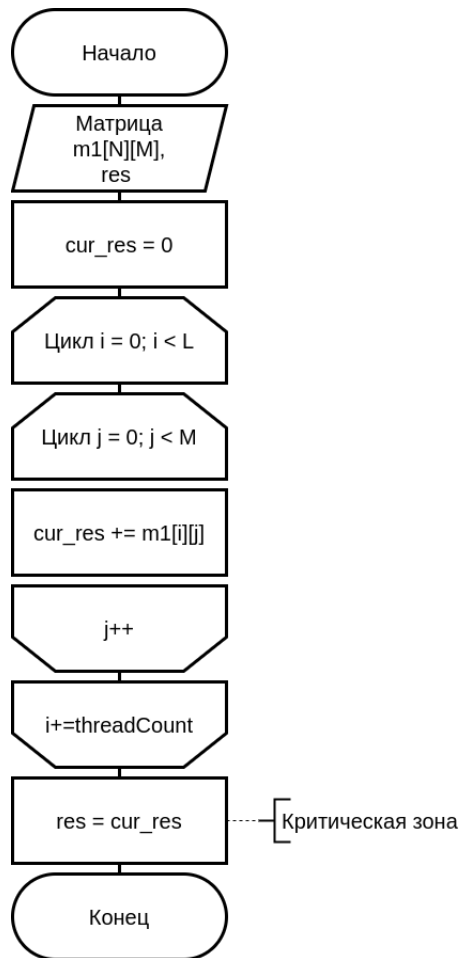 Начало
Матрица
m1[N][M],
res
cur_res = 0
Цикл i = 0; i < L
Цикл j = 0; j < M
cur_res += m1[i][j]
j++
i+=threadCount
res = cur_res
Критическая зона
Конец